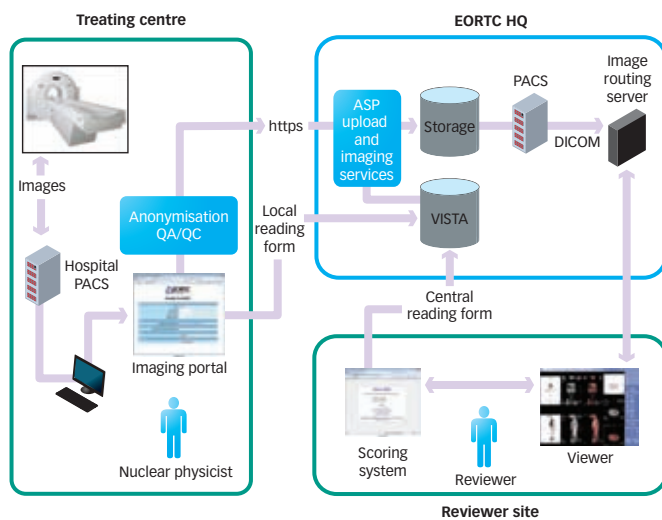 Treating centre
EORTC HQ
Images
Hospital
PACS
Anonymisation
QA/QC
Imaging portal
Nuclear physicist
https
Local
reading
form
ASP
upload
and
imaging
services
Storage
VISTA
PACS
DICOM
Image
routing
server
Central
reading form
Scoring
system
Reviewer
Viewer
Reviewer site